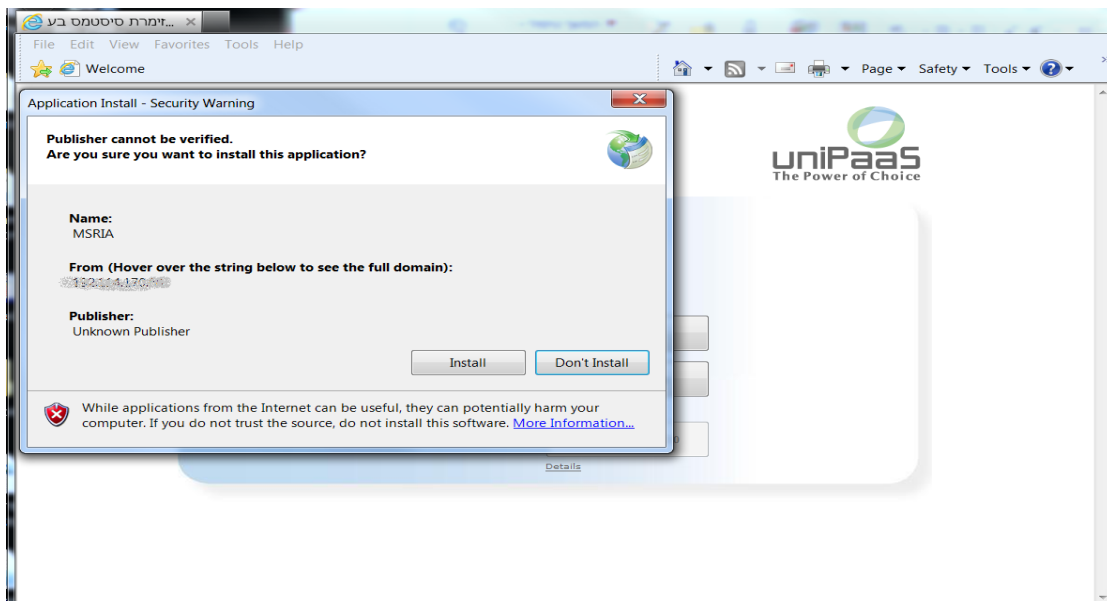 זימרת סיסטמס בע...
File Edit View Favorites Tools Help
Welcome
Page Safety Tools
Application Install - Security Warning
Publisher cannot be verified.
Are you sure you want to install this application?
uniPaaS
The Power of Choice
Name:
MSRIA
From (Hover over the string below to see the full domain):
Publisher:
Unknown Publisher
Install Don't Install
While applications from the Internet can be useful, they can potentially harm your
computer. If you do not trust the source, do not install this software. More Information...
Details